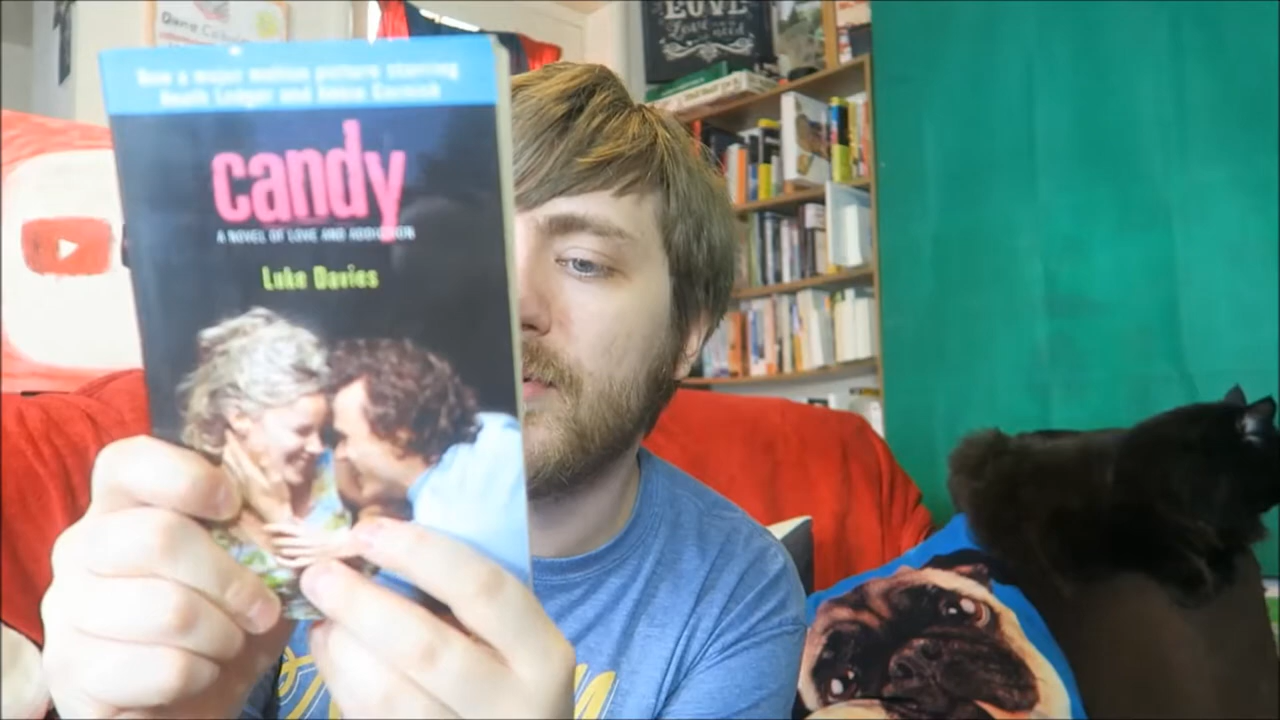 LOVE
Now a major motion picture starring
Heath Ledger and Abbie Cornish
candy
A NOVEL OF LOVE AND ADDICTION
Luke Davies